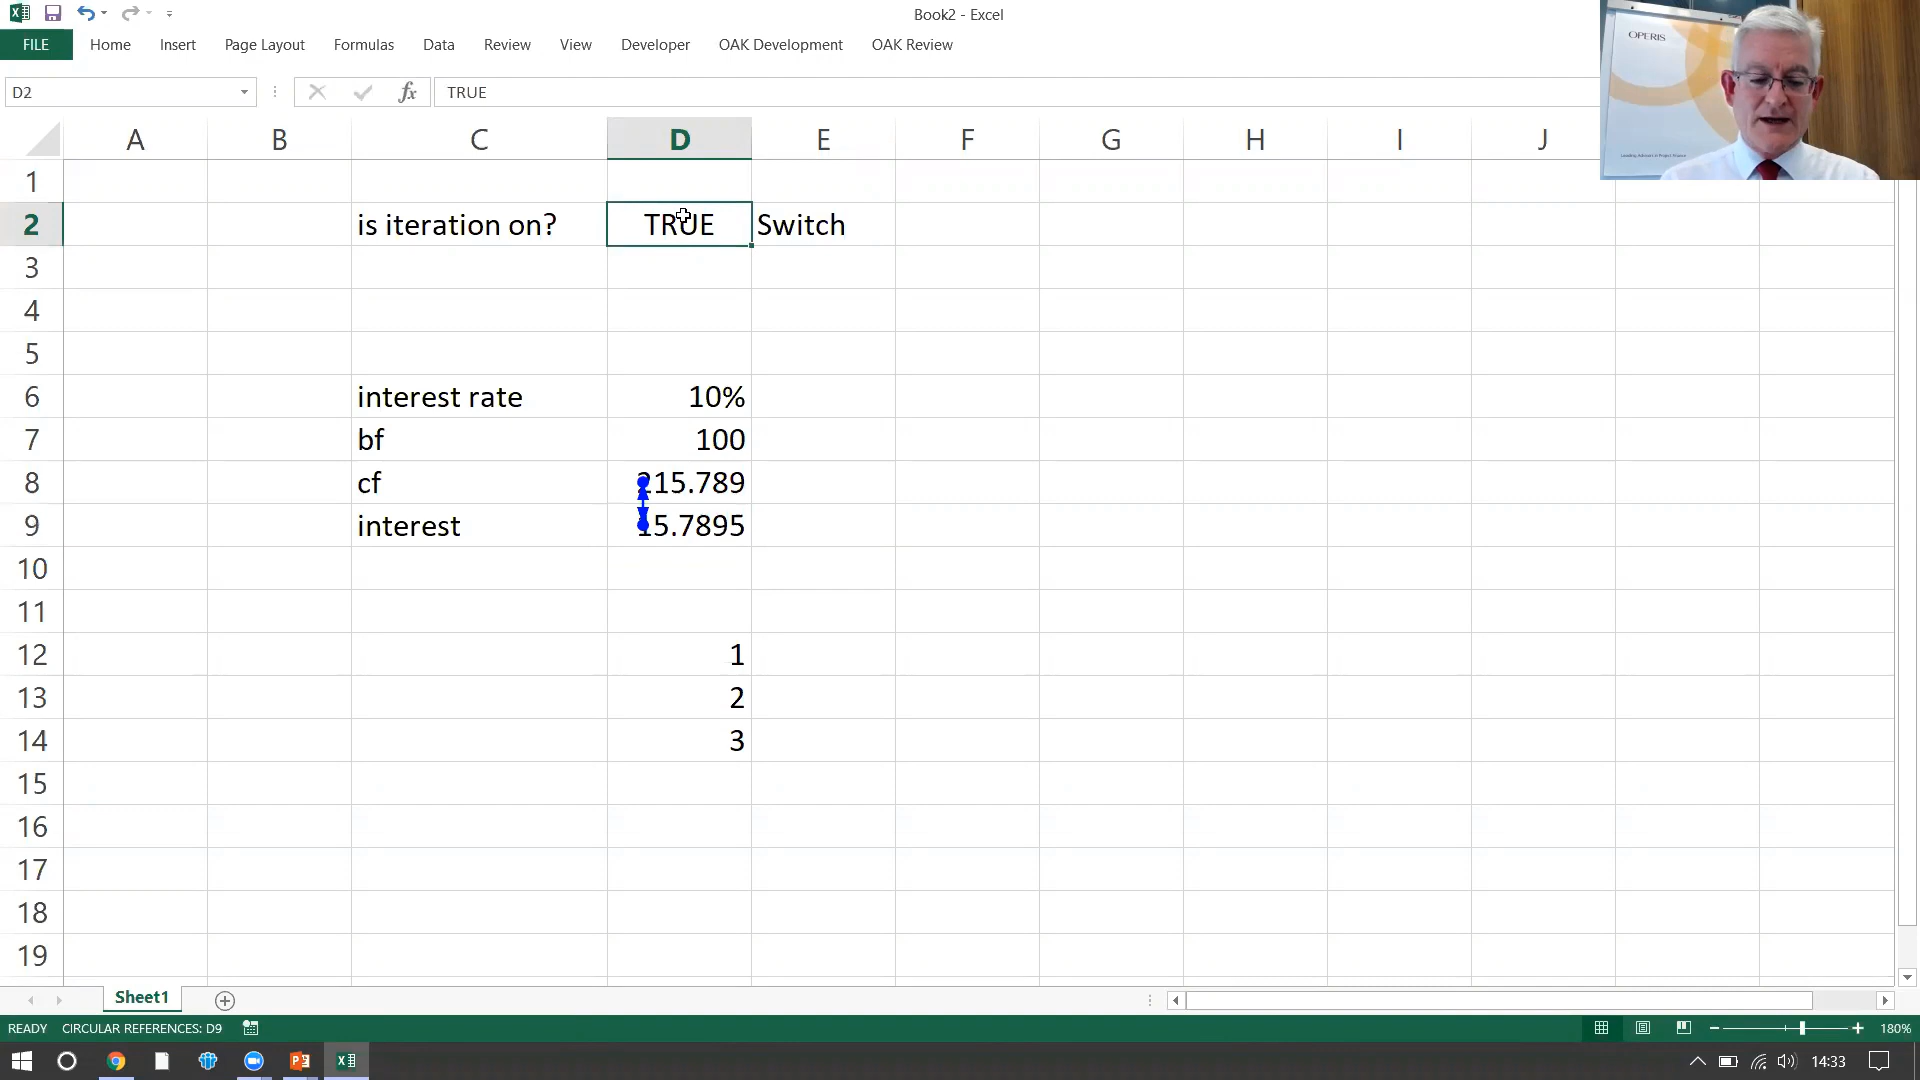 Book2 - Excel
FILE Home Insert Page Layout Formulas Data Review View Developer OAK Development OAK Review
OPERIS
D2 fx TRUE
A B C D E F G H I J
1
2 is iteration on? TRUE Switch
3
4
5
6 interest rate 10%
7 bf 100
8 cf 215.789
9 interest 15.7895
10
11
12 1
13 2
14 3
15
16
17
18
19
Sheet1
READY CIRCULAR REFERENCES: D9 180%
14:33